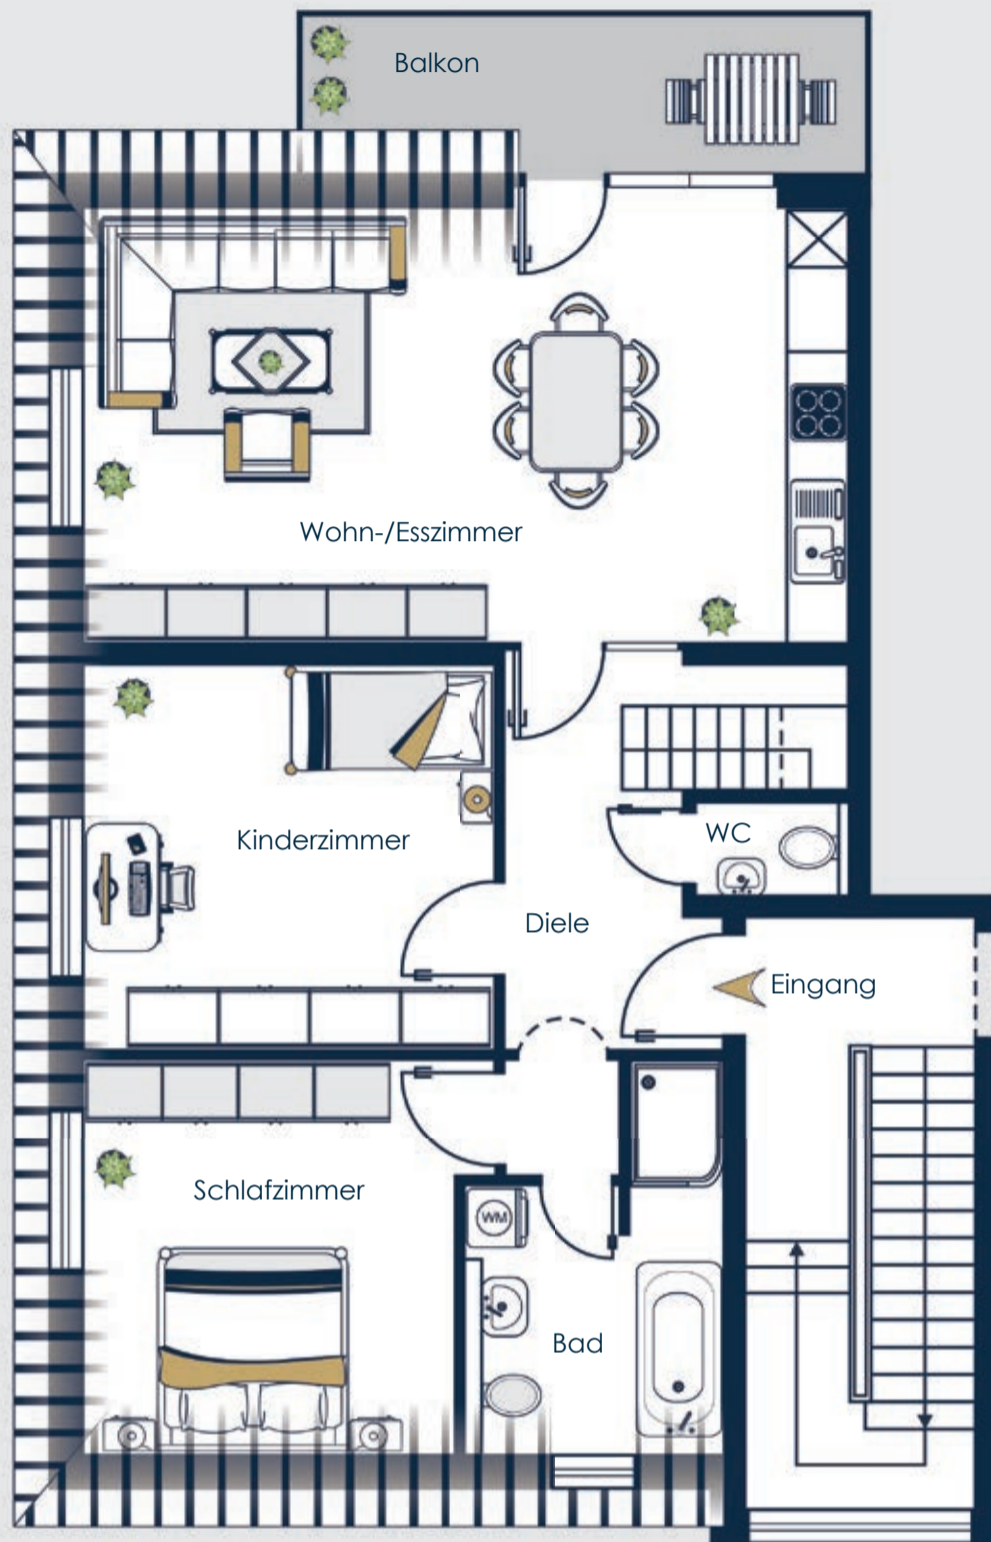 Balkon
Wohn-/Esszimmer
Kinderzimmer
WC
Diele
Eingang
Schlafzimmer
WM
Bad